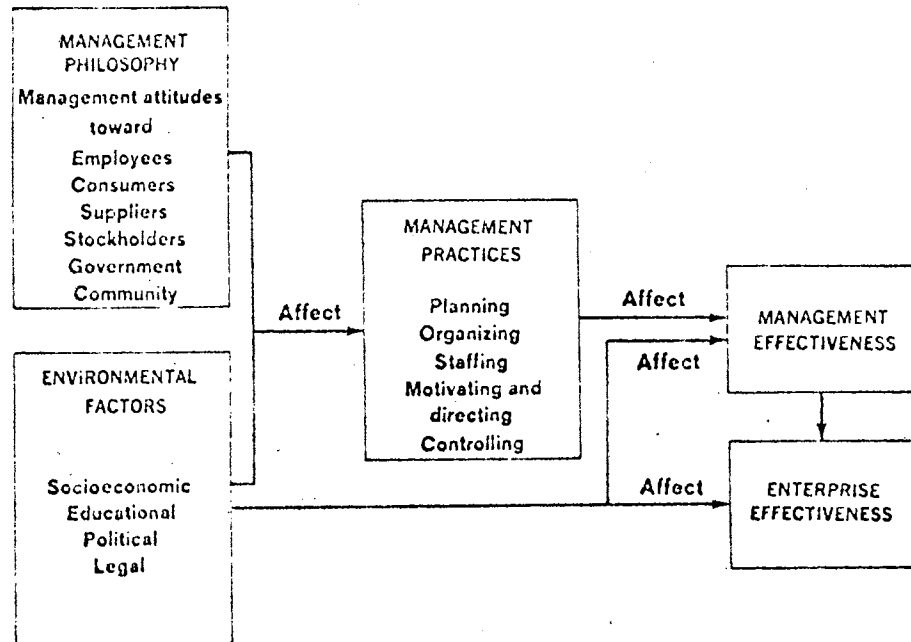 MANAGEMENT
PHILOSOPHY
Management attitudes
toward
Employees
Consumers
Suppliers
Stockholders
Government
Community
ENVIRONMENTAL
FACTORS
Socioeconomic
Educational
Political
Legal
Affect
MANAGEMENT
PRACTICES
Planning
Organizing
Staffing
Motivating and
directing
Controlling
Affect
Affect
Affect
MANAGEMENT
EFFECTIVENESS
ENTERPRISE
EFFECTIVENESS